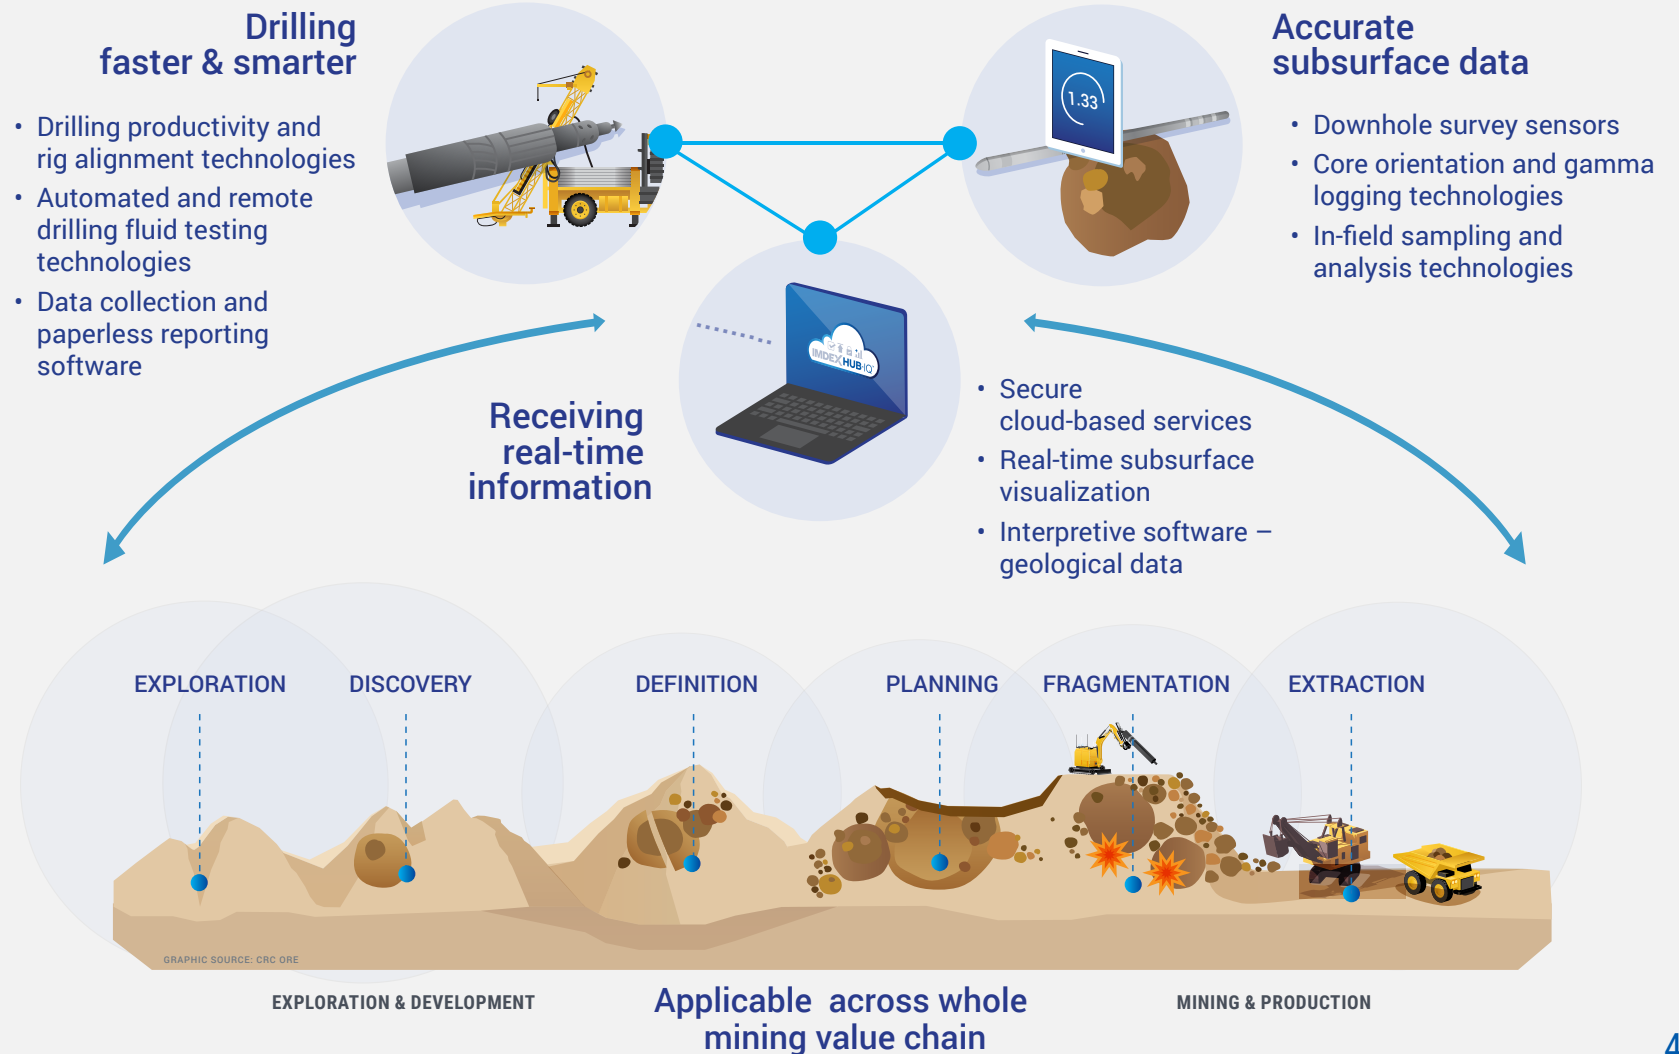 Drilling
faster & smarter
• Drilling productivity and
rig alignment technologies
• Automated and remote
drilling fluid testing
technologies
• Data collection and
paperless reporting
software
1.33
Accurate
subsurface data
• Downhole survey sensors
• Core orientation and gamma
logging technologies
• In-field sampling and
analysis technologies
IMDEX HUB-IQ™
Receiving
real-time
information
• Secure
cloud-based services
• Real-time subsurface
visualization
• Interpretive software –
geological data
EXPLORATION
DISCOVERY
DEFINITION
PLANNING
FRAGMENTATION
EXTRACTION
GRAPHIC SOURCE: CRC ORE
EXPLORATION & DEVELOPMENT
Applicable across whole
mining value chain
MINING & PRODUCTION
4